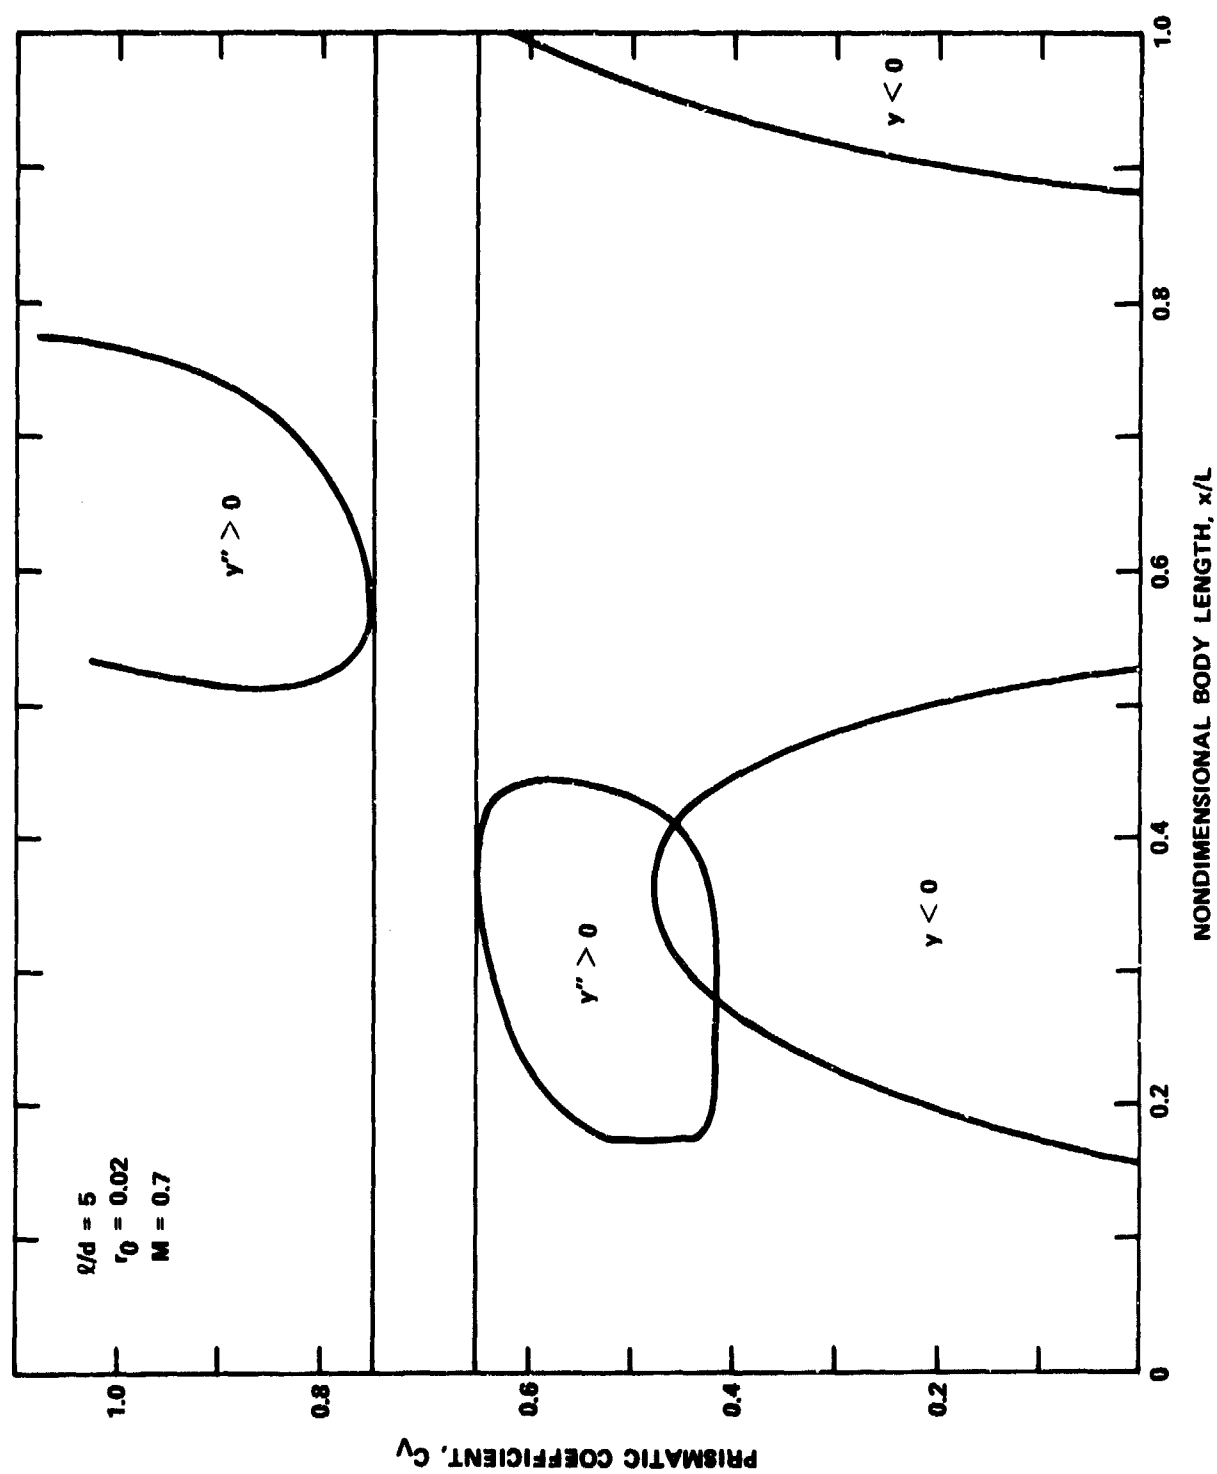 ℓ/d = 5
r0 = 0.02
M = 0.7
y'' > 0
y'' > 0
y < 0
y < 0
PRISMATIC COEFFICIENT, CV
1.0
0.8
0.6
0.4
0.2
0
0.2
0.4
0.6
0.8
1.0
NONDIMENSIONAL BODY LENGTH, x/L